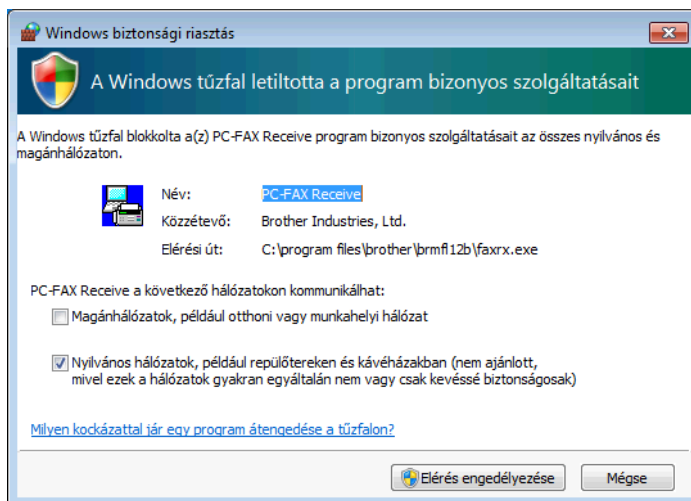 Windows biztonsági riasztás
A Windows tűzfal letiltotta a program bizonyos szolgáltatásait
A Windows tűzfal blokkolta a(z) PC-FAX Receive program bizonyos szolgáltatásait az összes nyilvános és
magánhálózaton.
Név: PC-FAX Receive
Közzétevő: Brother Industries, Ltd.
Elérési út: C:\program files\brother\brmfl12b\faxrx.exe
PC-FAX Receive a következő hálózatokon kommunikálhat:
Magánhálózatok, például otthoni vagy munkahelyi hálózat
Nyilvános hálózatok, például repülőtereken és kávéházakban (nem ajánlott,
mivel ezek a hálózatok gyakran egyáltalán nem vagy csak kevéssé biztonságosak)
Milyen kockázattal jár egy program átengedése a tűzfalon?
Elérés engedélyezése Mégse